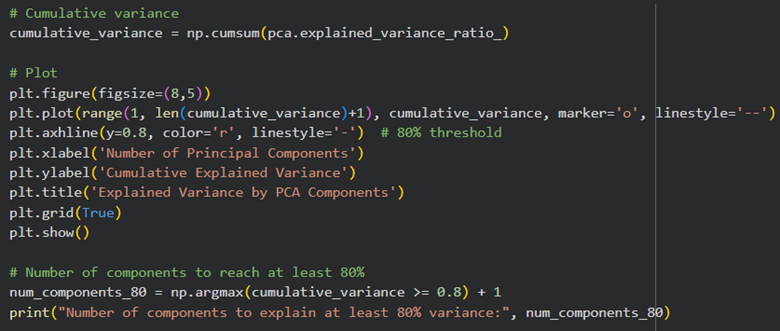 # Cumulative variance
cumulative_variance = np.cumsum(pca.explained_variance_ratio_)
# Plot
plt.figure(figsize=(8,5))
plt.plot(range(1, len(cumulative_variance)+1), cumulative_variance, marker='o', linestyle='--')
plt.axhline(y=0.8, color='r', linestyle='-')  # 80% threshold
plt.xlabel('Number of Principal Components')
plt.ylabel('Cumulative Explained Variance')
plt.title('Explained Variance by PCA Components')
plt.grid(True)
plt.show()
# Number of components to reach at least 80%
num_components_80 = np.argmax(cumulative_variance >= 0.8) + 1
print("Number of components to explain at least 80% variance:", num_components_80)